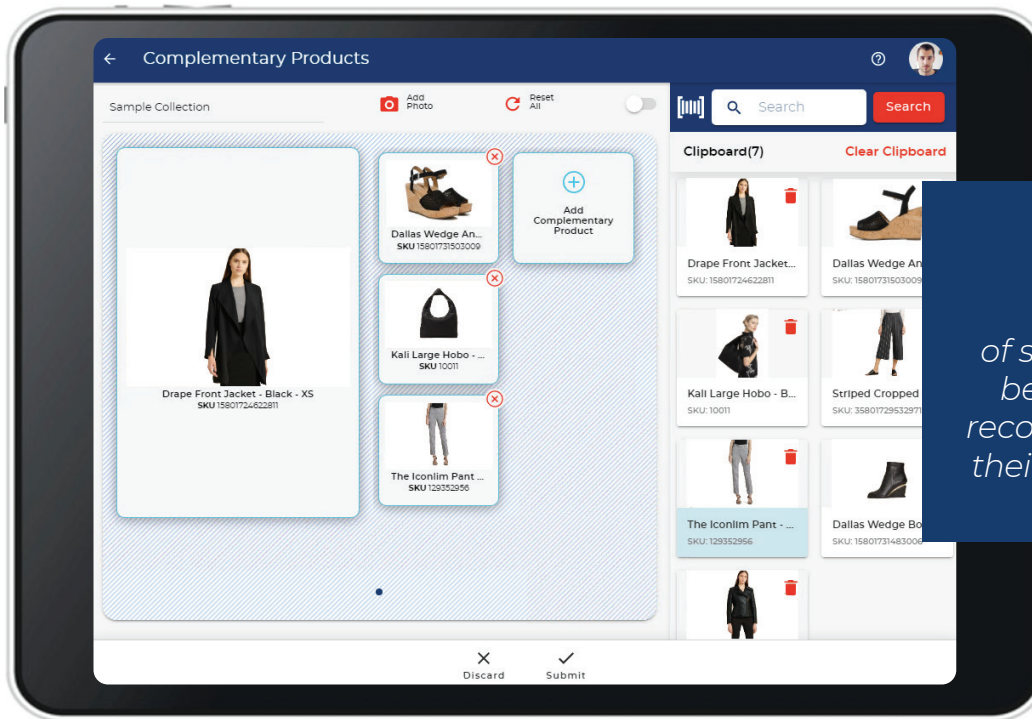 Complementary Products
Sample Collection
Add
Photo
Reset
All
Search
Search
Clipboard(7)
Clear Clipboard
Drape Front Jacket - Black - XS
SKU 15801724622811
Dallas Wedge An...
SKU 15801731503009
Kali Large Hobo - ...
SKU 10011
The Iconlim Pant ...
SKU 129352956
Add
Complementary
Product
Drape Front Jacket...
SKU: 15801724622811
Dallas Wedge An
SKU: 15801731503009
Kali Large Hobo - B...
SKU: 10011
Striped Cropped
SKU: 35801729532971
The Iconlim Pant - ...
SKU: 129352956
Dallas Wedge Bo
SKU: 15801731483006
Discard
Submit
of s
be
reco
thei